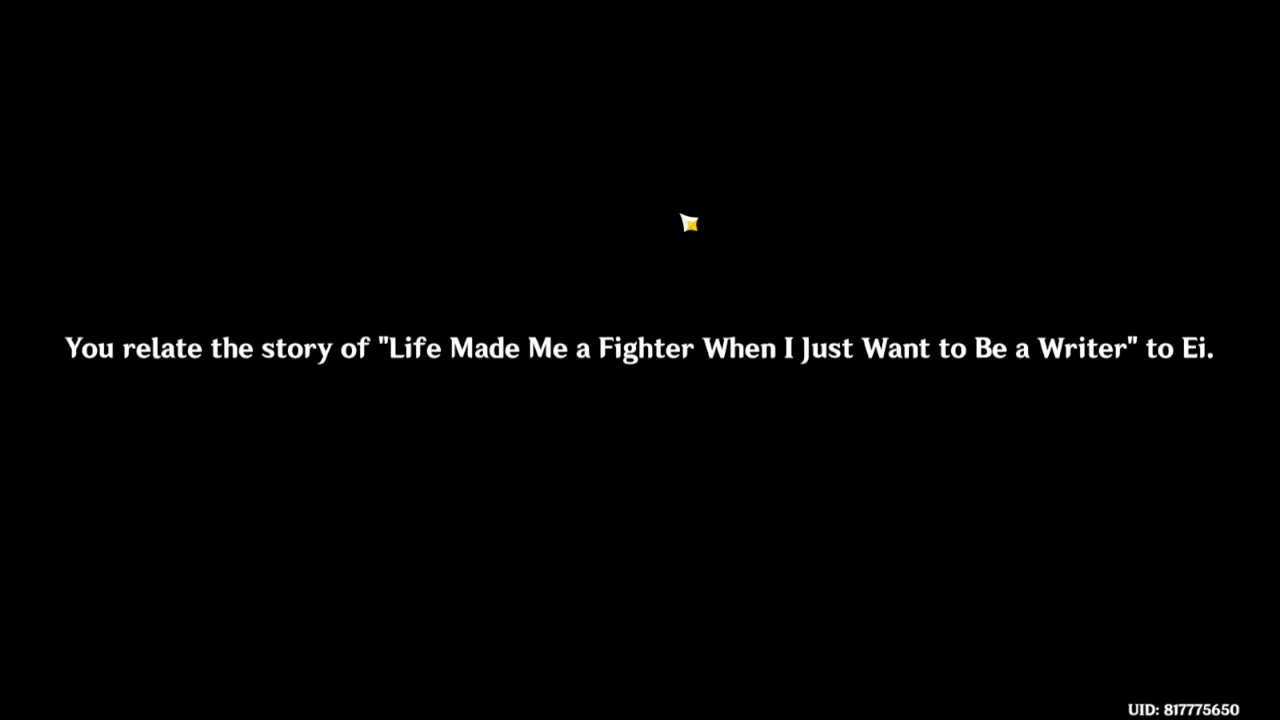 You relate the story of "Life Made Me a Fighter When I Just Want to Be a Writer" to Ei.
UID: 817775650